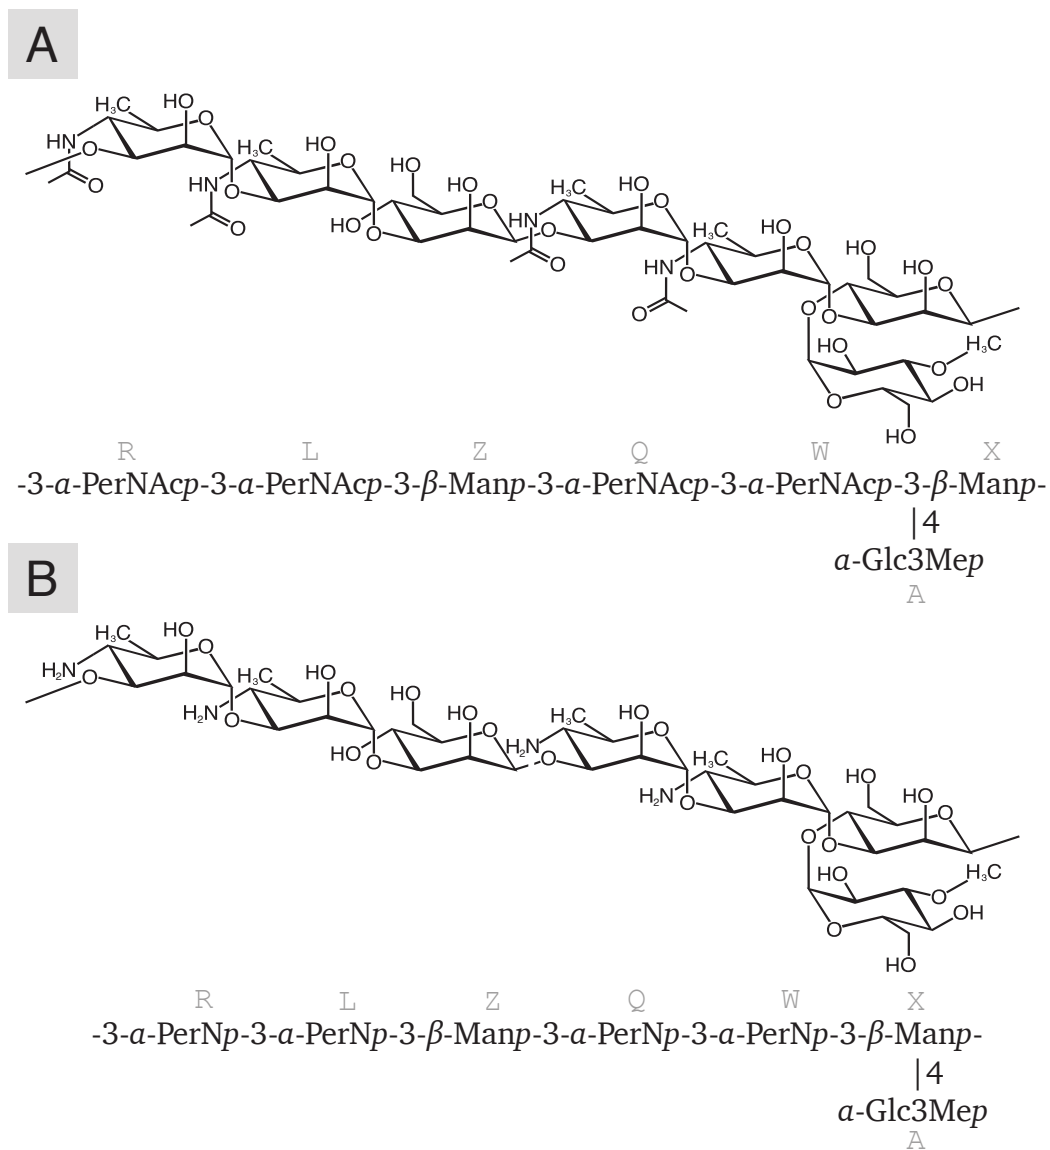 A
H₃C HO O
HN O H₃C HO O
O HN O HO HO O H₃C HO O
O HO O HN O H₃C HO O HO HO
O HN O O
O O O
HO H₃C
O OH
O
HO
R L Z Q W X
-3-α-PerNAcp-3-α-PerNAcp-3-β-Manp-3-α-PerNAcp-3-α-PerNAcp-3-β-Manp-
|4
α-Glc3Mep
A
B
H₃C HO O
H₂N O H₃C HO O
H₂N O HO HO O H₃C HO O
HO O H₂N O H₃C HO O HO HO
H₂N O O
O O
HO H₃C
O OH
O
HO
R L Z Q W X
-3-α-PerNp-3-α-PerNp-3-β-Manp-3-α-PerNp-3-α-PerNp-3-β-Manp-
|4
α-Glc3Mep
A